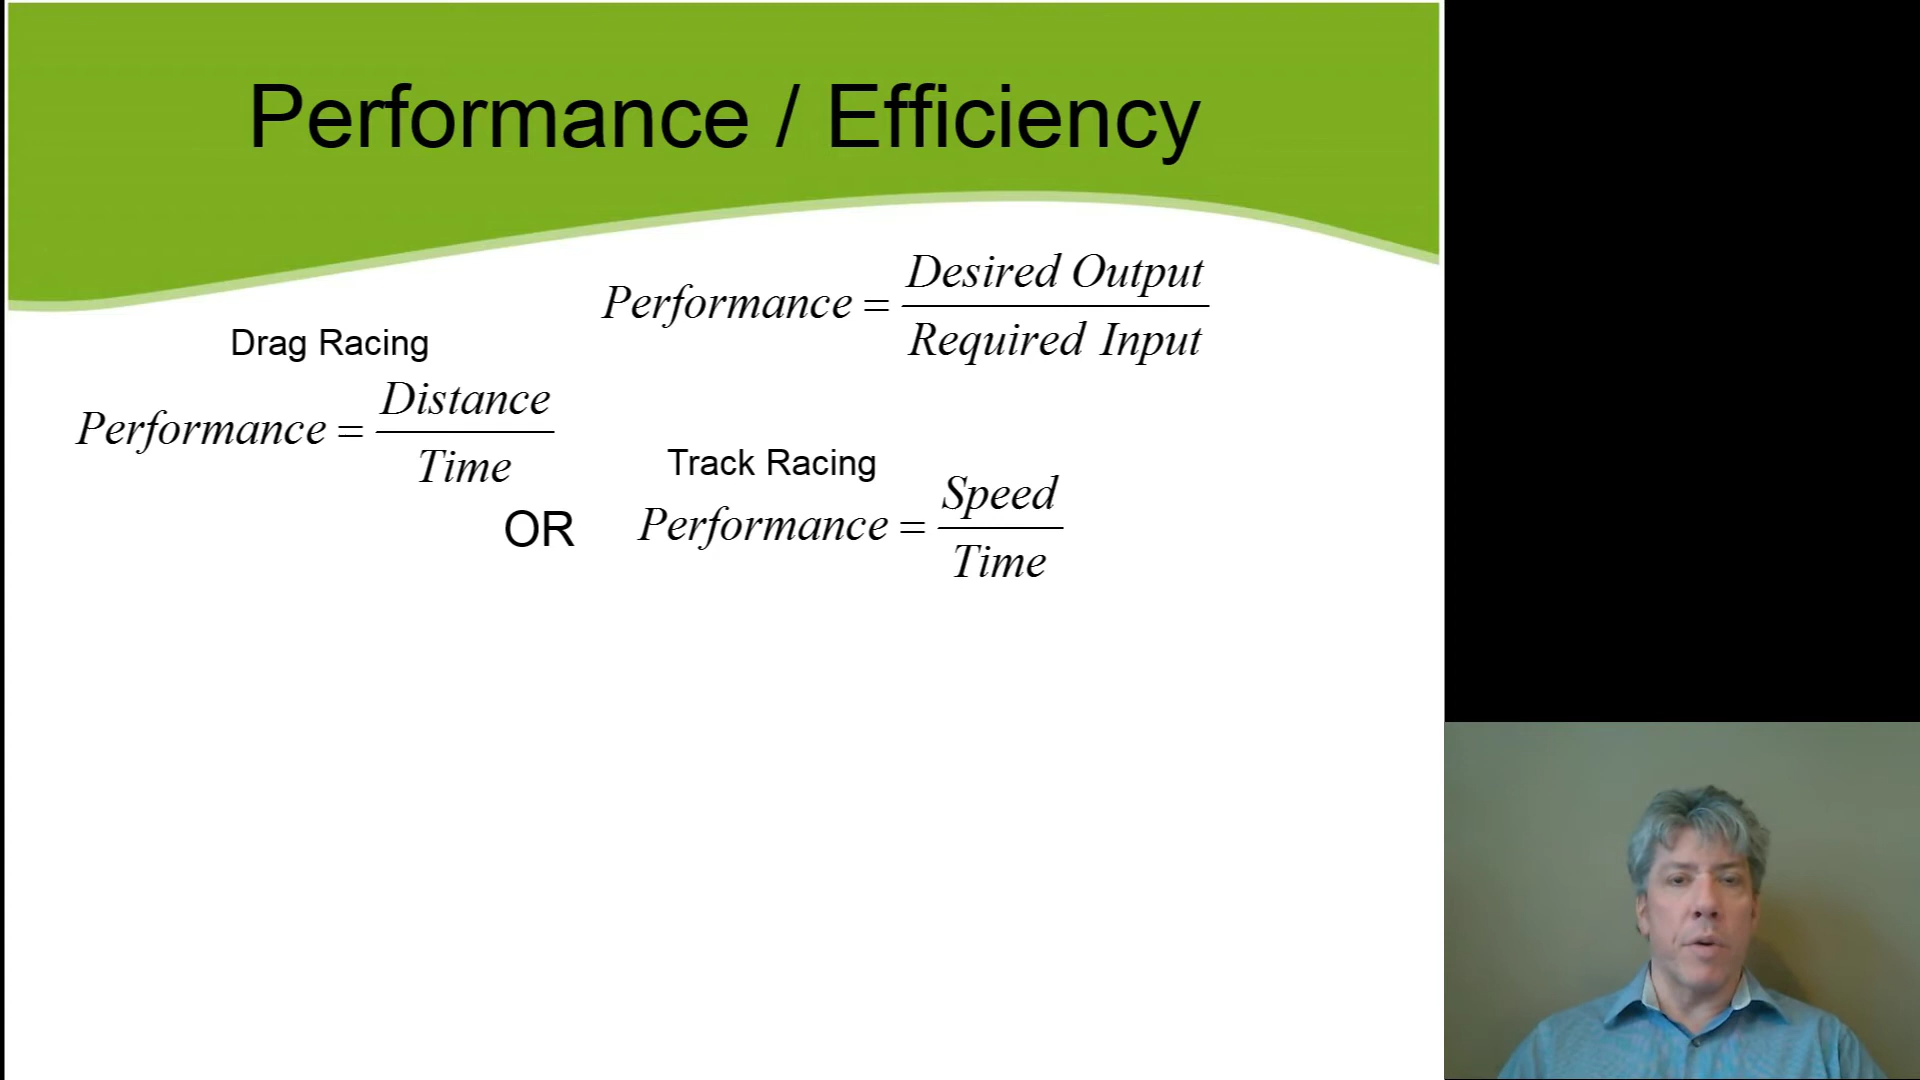 Performance / Efficiency
Performance = Desired Output / Required Input
Drag Racing
Performance = Distance / Time
OR
Track Racing
Performance = Speed / Time